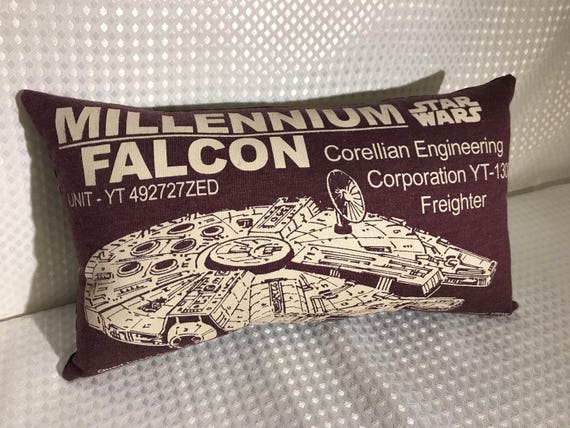 MILLENNIUM
STAR
WARS
FALCON
Corellian Engineering
Corporation YT-130
UNIT - YT 492727ZED
Freighter